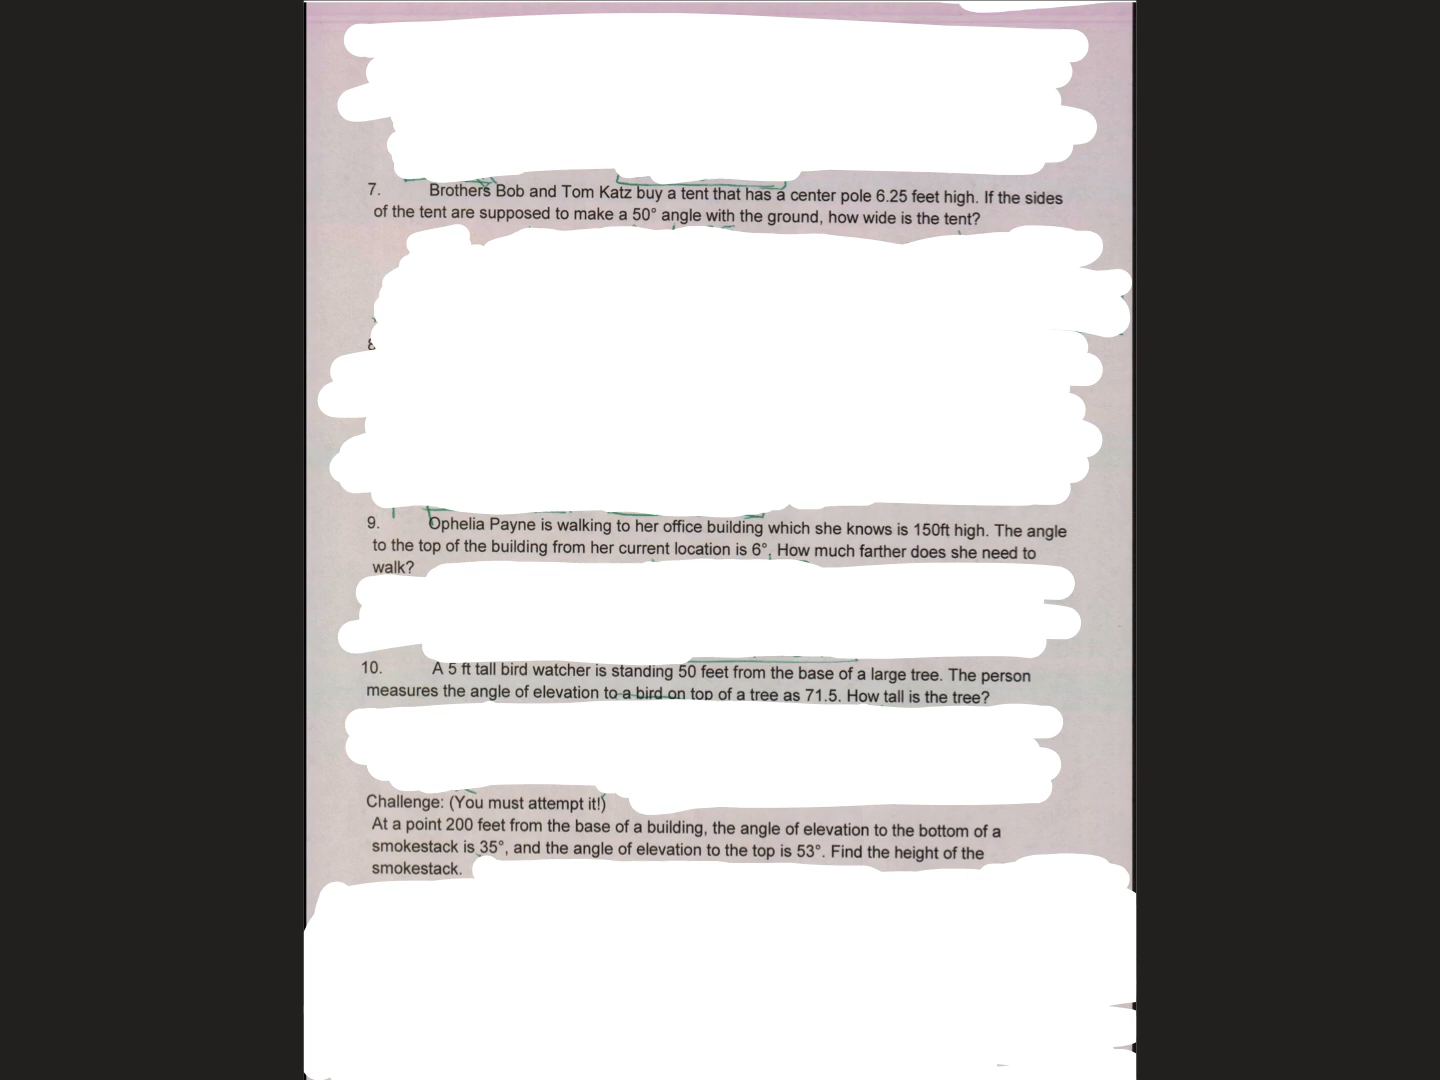 7. Brothers Bob and Tom Katz buy a tent that has a center pole 6.25 feet high. If the sides
of the tent are supposed to make a 50° angle with the ground, how wide is the tent?
9. Ophelia Payne is walking to her office building which she knows is 150ft high. The angle
to the top of the building from her current location is 6°. How much farther does she need to
walk?
10. A 5 ft tall bird watcher is standing 50 feet from the base of a large tree. The person
measures the angle of elevation to a bird on top of a tree as 71.5. How tall is the tree?
Challenge: (You must attempt it!)
At a point 200 feet from the base of a building, the angle of elevation to the bottom of a
smokestack is 35°, and the angle of elevation to the top is 53°. Find the height of the
smokestack.